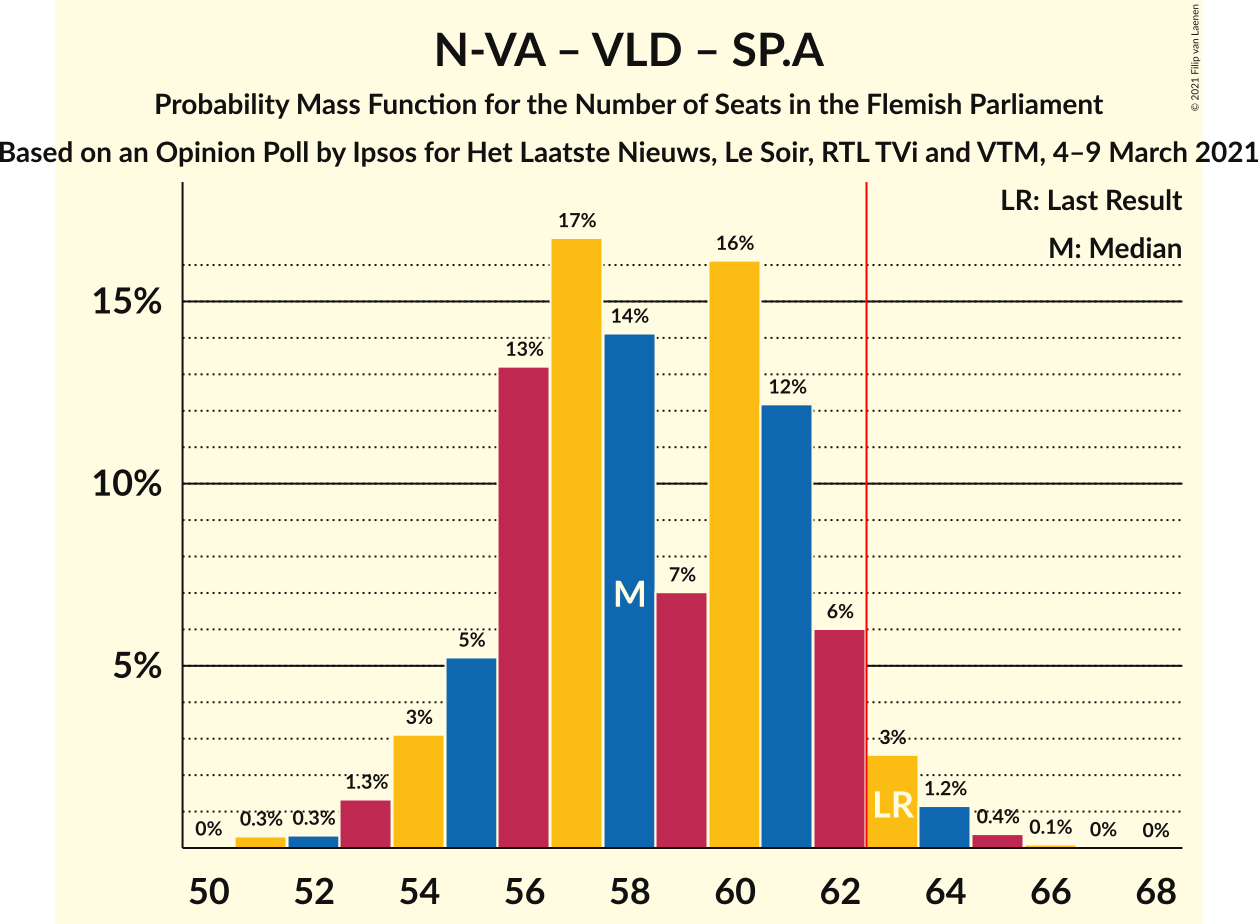 N-VA – VLD – SP.A
Probability Mass Function for the Number of Seats in the Flemish Parliament
Based on an Opinion Poll by Ipsos for Het Laatste Nieuws, Le Soir, RTL TVi and VTM, 4–9 March 2021
© 2021 Filip van Laenen
LR: Last Result
M: Median
15%
10%
5%
0%
0.3%
0.3%
1.3%
3%
5%
13%
17%
14%
7%
16%
12%
6%
3%
1.2%
0.4%
0.1%
0%
0%
M
LR
50 52 54 56 58 60 62 64 66 68